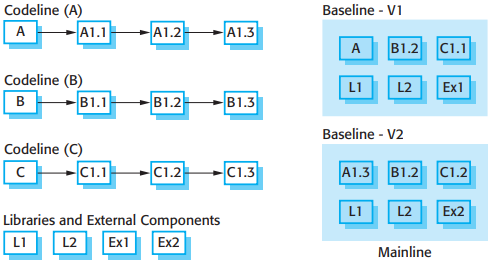 Codeline (A)
A A1.1 A1.2 A1.3
Codeline (B)
B B1.1 B1.2 B1.3
Codeline (C)
C C1.1 C1.2 C1.3
Libraries and External Components
L1 L2 Ex1 Ex2
Baseline - V1
A B1.2 C1.1
L1 L2 Ex1
Baseline - V2
A1.3 B1.2 C1.2
L1 L2 Ex2
Mainline